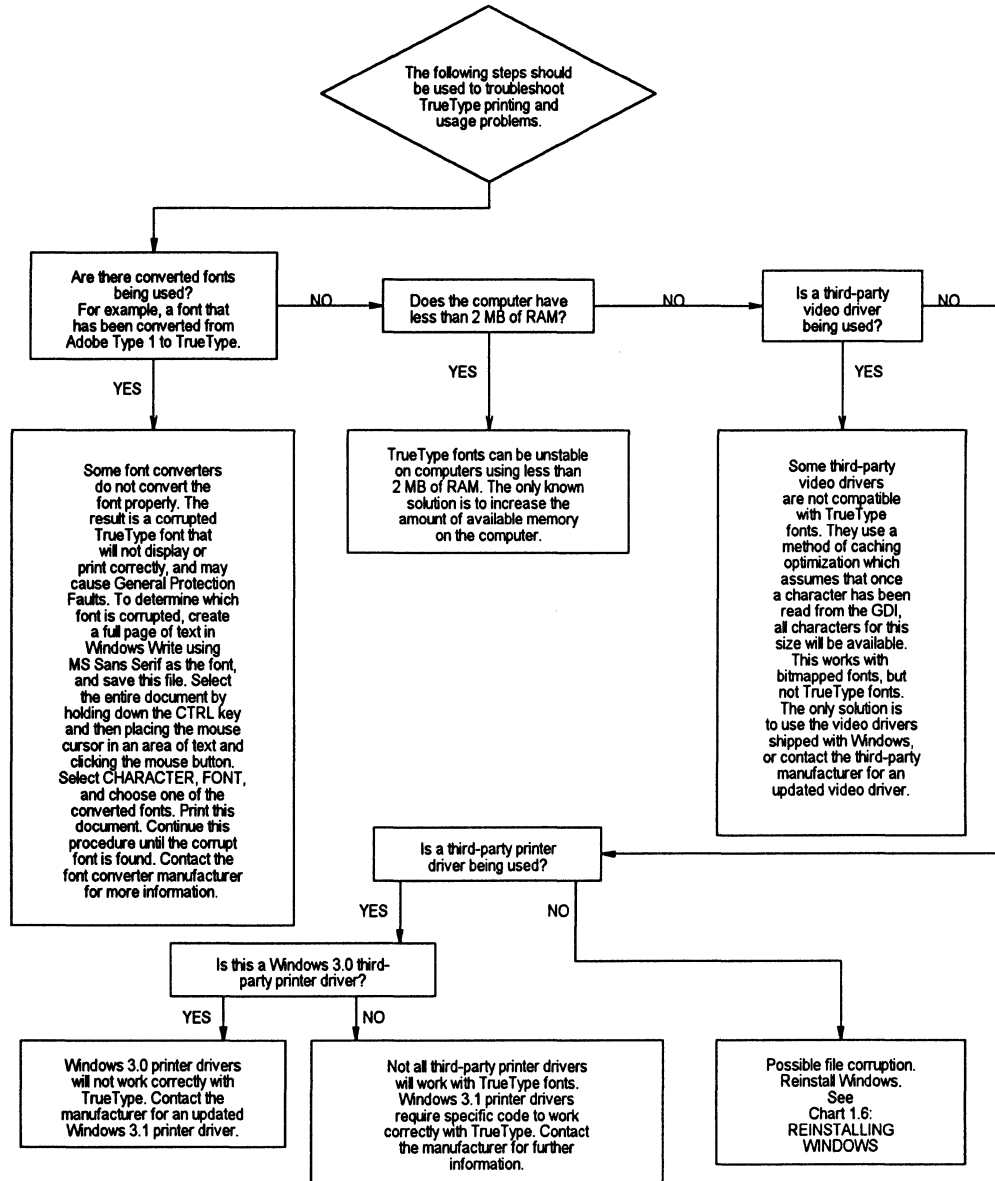 The following steps should
be used to troubleshoot
TrueType printing and
usage problems.
Are there converted fonts
being used?
For example, a font that
has been converted from
Adobe Type 1 to TrueType.
NO
Does the computer have
less than 2 MB of RAM?
NO
Is a third-party
video driver
being used?
NO
YES
YES
YES
Some font converters
do not convert the
font properly. The
result is a corrupted
TrueType font that
will not display or
print correctly, and may
cause General Protection
Faults. To determine which
font is corrupted, create
a full page of text in
Windows Write using
MS Sans Serif as the font,
and save this file. Select
the entire document by
holding down the CTRL key
and then placing the mouse
cursor in an area of text and
clicking the mouse button.
Select CHARACTER, FONT,
and choose one of the
converted fonts. Print this
document. Continue this
procedure until the corrupt
font is found. Contact the
font converter manufacturer
for more information.
TrueType fonts can be unstable
on computers using less than
2 MB of RAM. The only known
solution is to increase the
amount of available memory
on the computer.
Some third-party
video drivers
are not compatible
with TrueType
fonts. They use a
method of caching
optimization which
assumes that once
a character has been
read from the GDI,
all characters for this
size will be available.
This works with
bitmapped fonts, but
not TrueType fonts.
The only solution is
to use the video drivers
shipped with Windows,
or contact the third-party
manufacturer for an
updated video driver.
Is a third-party printer
driver being used?
YES
NO
Is this a Windows 3.0 third-
party printer driver?
YES
NO
Windows 3.0 printer drivers
will not work correctly with
TrueType. Contact the
manufacturer for an updated
Windows 3.1 printer driver.
Not all third-party printer drivers
will work with TrueType fonts.
Windows 3.1 printer drivers
require specific code to work
correctly with TrueType. Contact
the manufacturer for further
information.
Possible file corruption.
Reinstall Windows.
See
Chart 1.6:
REINSTALLING
WINDOWS